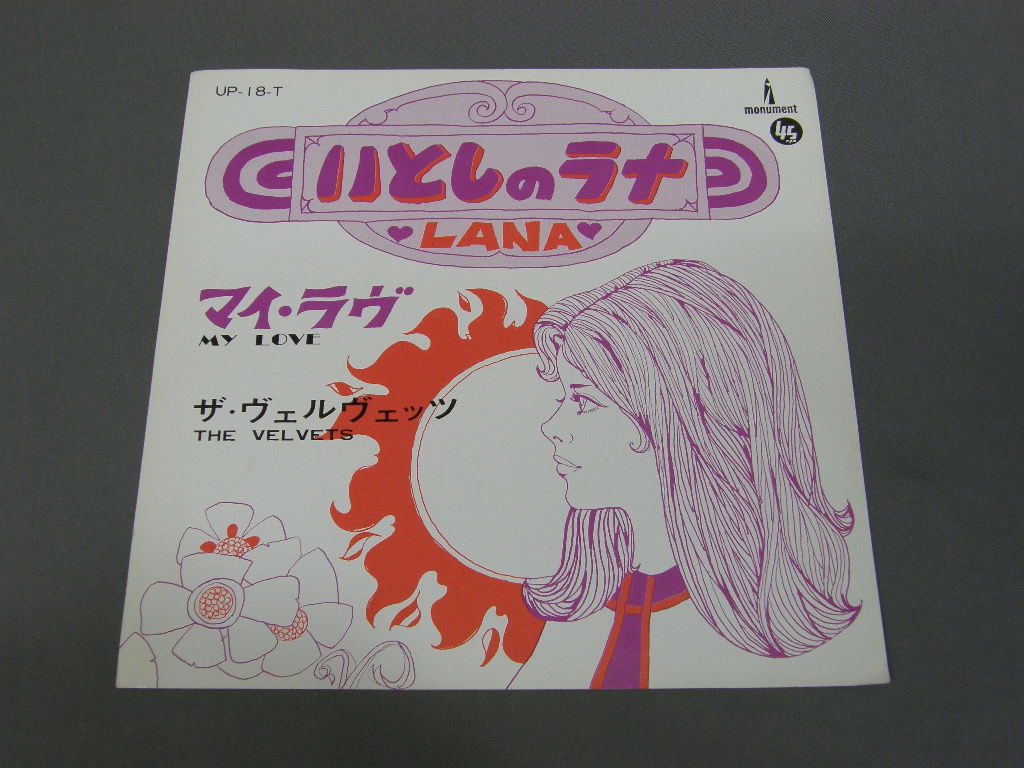 UP-18-T
monument
45
いとしのラナ
LANA
マイ・ラヴ
MY LOVE
ザ・ヴェルヴェッツ
THE VELVETS